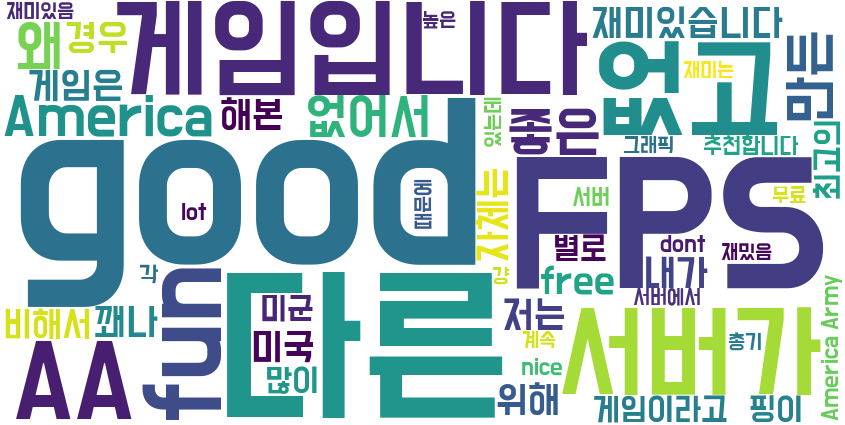 재미있음
게임입니다
높은
재미있습니다
왜
경우
없고
만든
게임은
재미는
America
해본
없어서
있는데
좋은
그래픽
추천합니다
최고의
good
FPS
lot
자체는
서버
무료
별로
dont
재밌음
각
fun
다른
걍
free
내가
서버에서
America Army
비해서
꽤나
미군
미국
저는
서버가
계속
총기
AA
많이
nice
위해
게임이라고
핑이